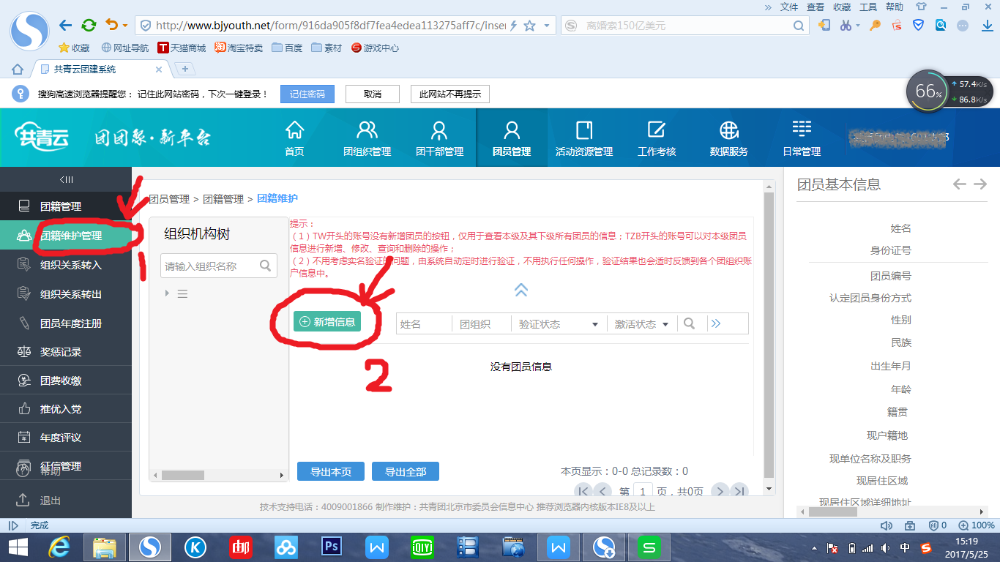 » 文件 查看 收藏 工具 帮助
http://www.bjyouth.net/form/916da905f8df7fea4edea113275aff7c/inser
离婚索150亿美元
收藏 网址导航 T 天猫商城 淘 淘宝特卖 百度 素材 G 游戏中心
共青云团建系统
搜狗高速浏览器提醒您： 记住此网站密码，下次一键登录！ 记住密码 取消 此网站不再提示
66% 57.4K/s
86.8K/s
共青云 团团聚·新平台
首页 团组织管理 团干部管理 团员管理 活动资源管理 工作考核 数据服务 日常管理
团籍管理
团籍维护管理
组织关系转入
组织关系转出
团员年度注册
奖惩记录
团费收缴
推优入党
年度评议
征信管理
帮助
退出
1
团员管理 > 团籍管理 > 团籍维护
组织机构树
请输入组织名称
提示：
（1）TW开头的账号没有新增团员的按钮，仅用于查看本级及其下级所有团员的信息；TZB开头的账号可以对本级团员
信息进行新增、修改、查询和删除的操作；
（2）不用考虑实名验证的问题，由系统自动定时进行验证，不用执行任何操作，验证结果也会适时反馈到各个团组织账
户信息中。
新增信息 姓名 团组织 验证状态 激活状态
2
没有团员信息
导出本页 导出全部 本页显示：0-0 总记录数：0
第 1 页，共0页
技术支持电话：4009001866 制作维护：共青团北京市委员会信息中心 推荐浏览器内核版本IE8及以上
团员基本信息
姓名
身份证号
团员编号
认定团员身份方式
性别
民族
出生年月
年龄
籍贯
现户籍地
现单位名称及职务
现居住区域
现居住区域详细地址
完成 0 100%
K 邮 Ps W iQIY W S 中 S
15:19
2017/5/25